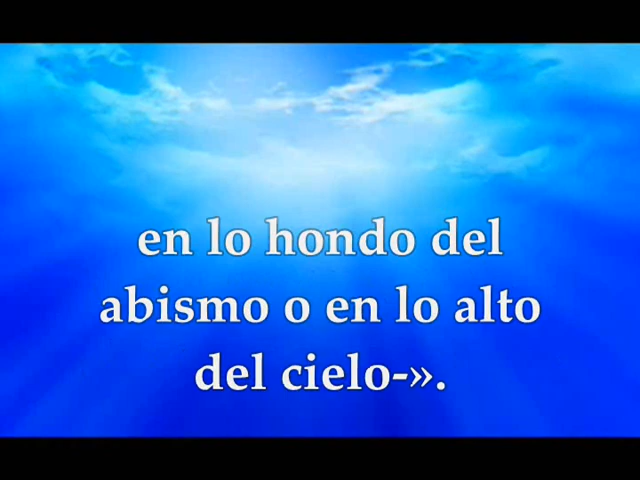 en lo hondo del
abismo o en lo alto
del cielo-».